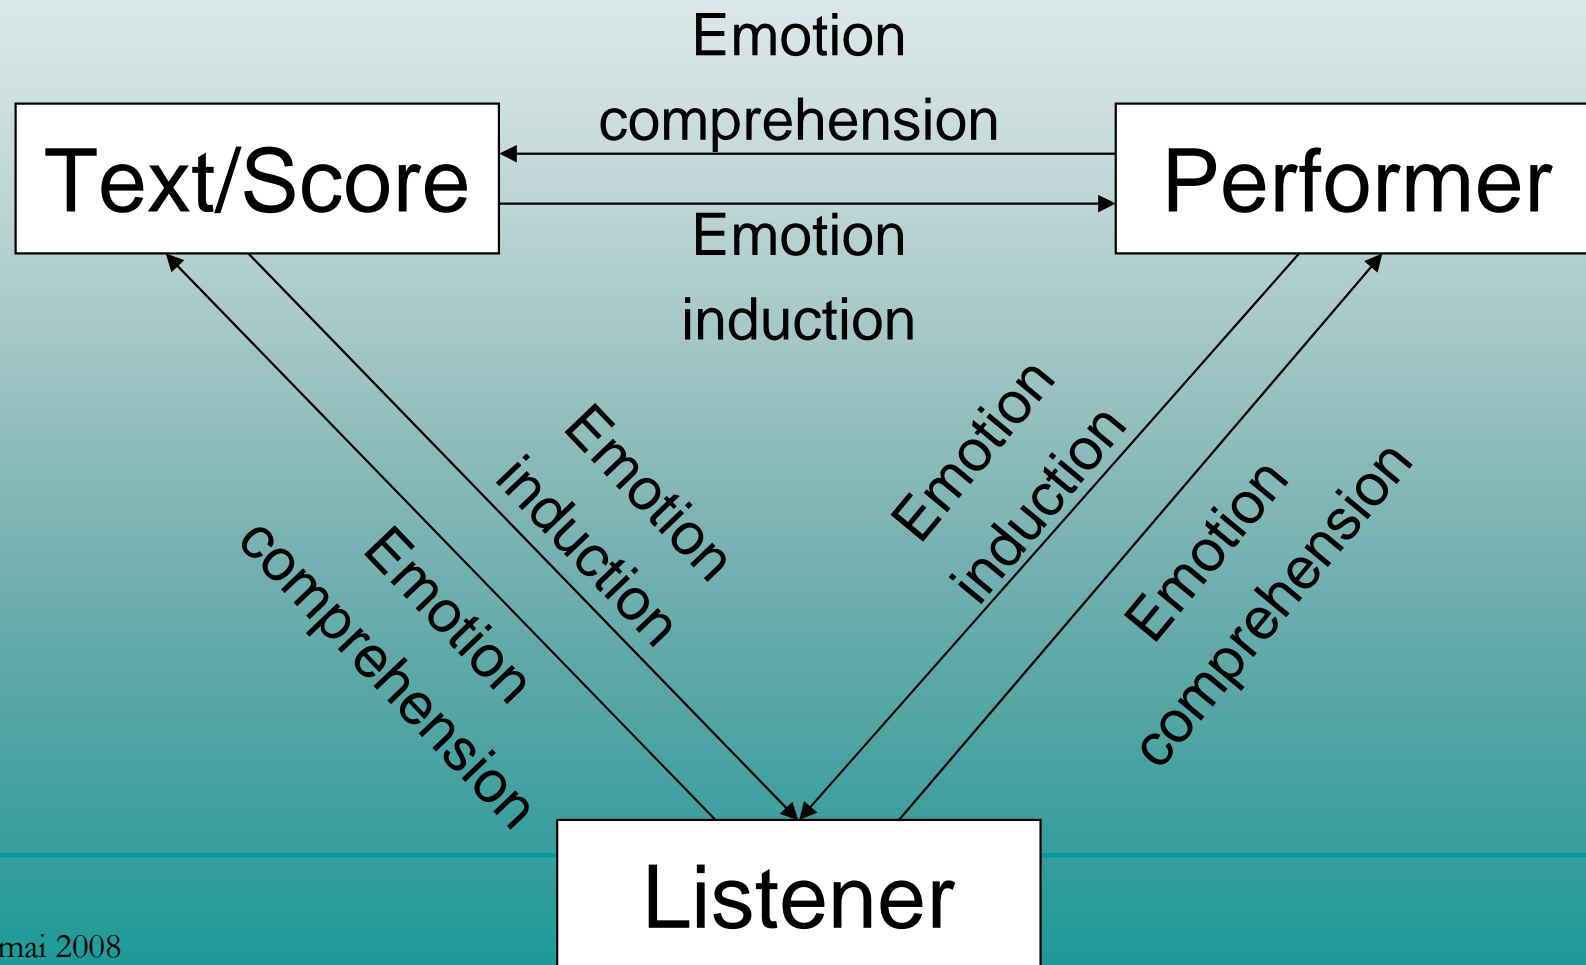 Emotion
comprehension
Text/Score
Performer
Emotion
induction
Emotion
induction
Emotion
comprehension
Emotion
induction
Emotion
comprehension
Listener
mai 2008